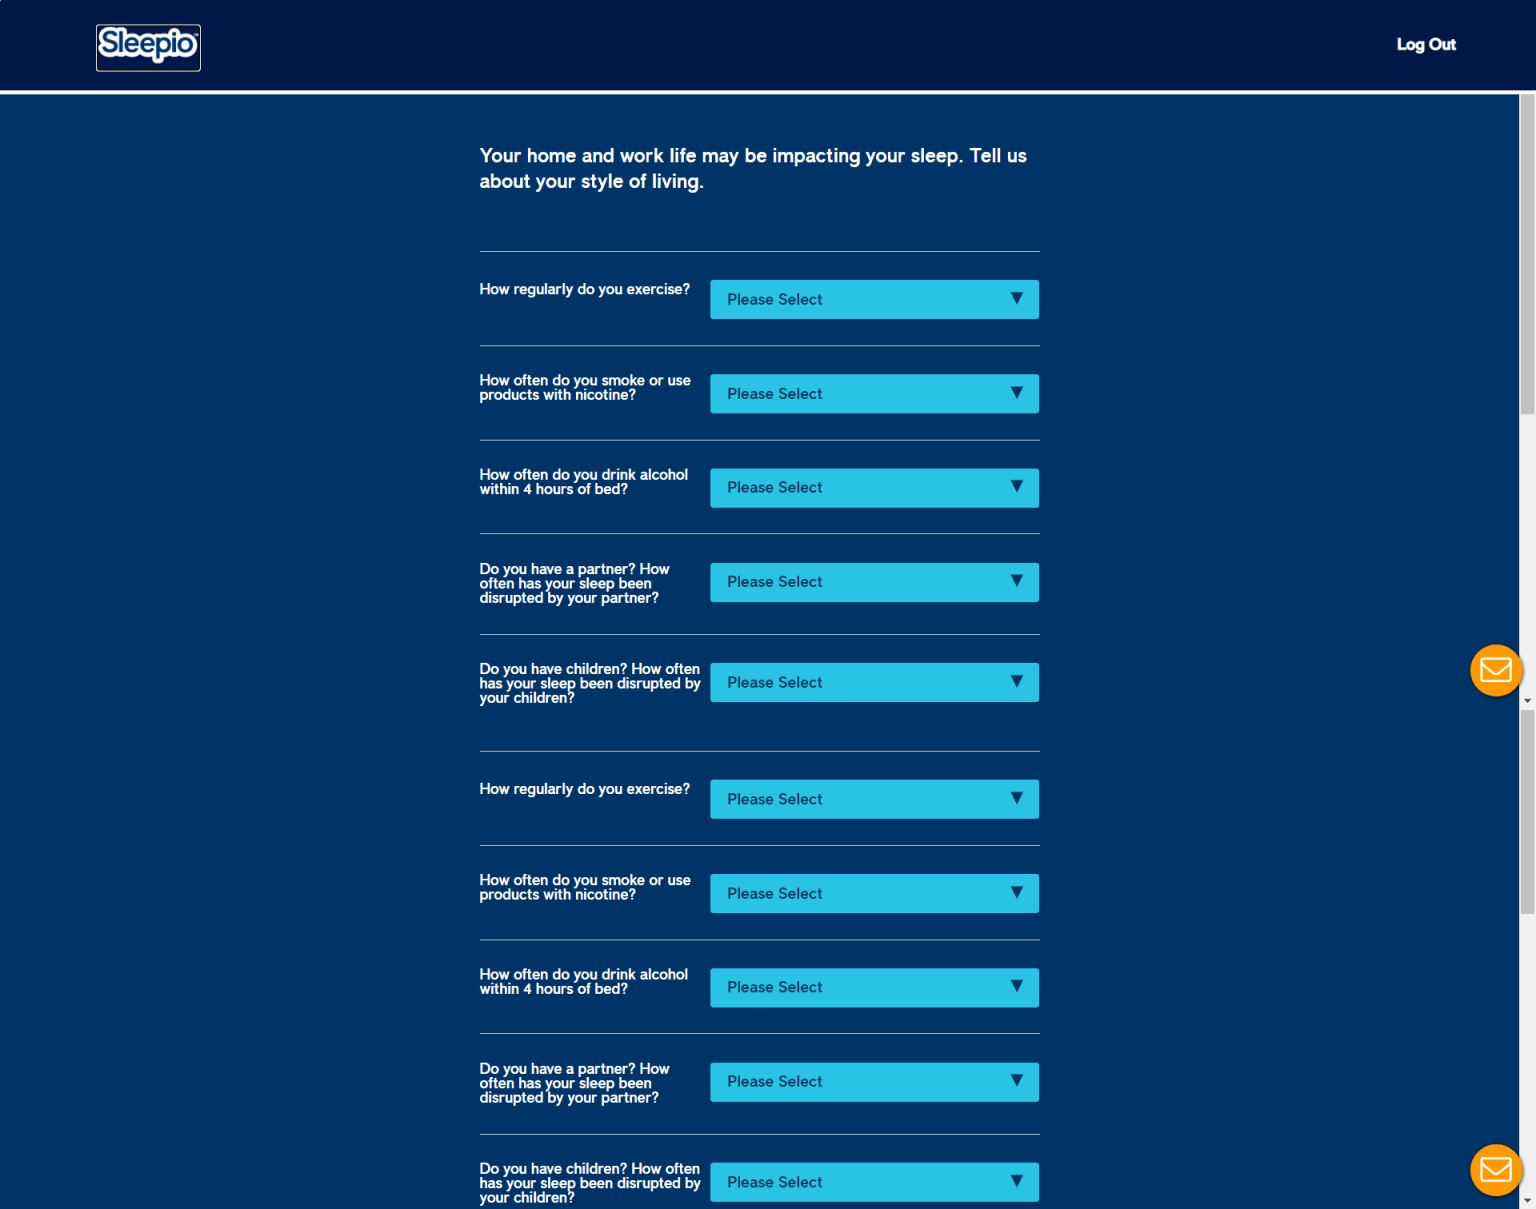 Sleepio™
Log Out
Your home and work life may be impacting your sleep. Tell us
about your style of living.
How regularly do you exercise?
Please Select
How often do you smoke or use
products with nicotine?
Please Select
How often do you drink alcohol
within 4 hours of bed?
Please Select
Do you have a partner? How
often has your sleep been
disrupted by your partner?
Please Select
Do you have children? How often
has your sleep been disrupted by
your children?
Please Select
How regularly do you exercise?
Please Select
How often do you smoke or use
products with nicotine?
Please Select
How often do you drink alcohol
within 4 hours of bed?
Please Select
Do you have a partner? How
often has your sleep been
disrupted by your partner?
Please Select
Do you have children? How often
has your sleep been disrupted by
your children?
Please Select